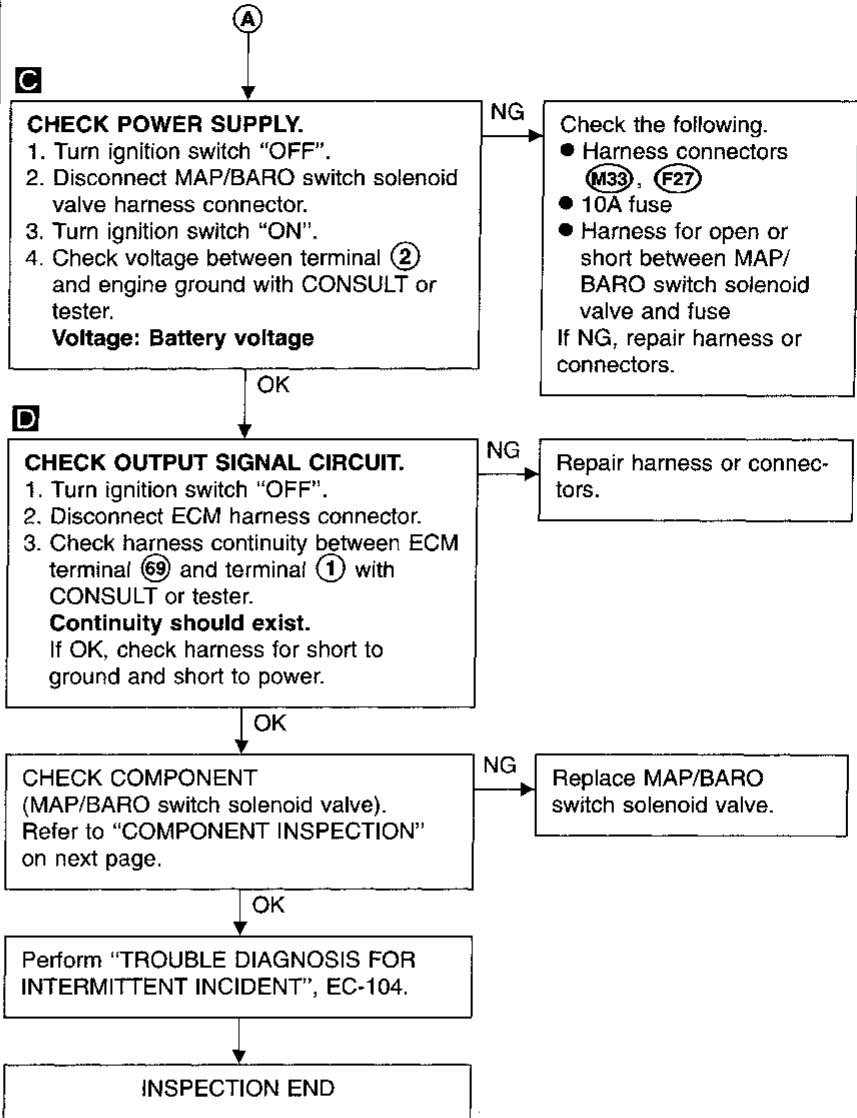 A
C
CHECK POWER SUPPLY.
1. Turn ignition switch “OFF”.
2. Disconnect MAP/BARO switch solenoid
valve harness connector.
3. Turn ignition switch “ON”.
4. Check voltage between terminal 2
and engine ground with CONSULT or
tester.
Voltage: Battery voltage
NG
Check the following.
● Harness connectors
M33, F27
● 10A fuse
● Harness for open or
short between MAP/
BARO switch solenoid
valve and fuse
If NG, repair harness or
connectors.
OK
D
CHECK OUTPUT SIGNAL CIRCUIT.
1. Turn ignition switch “OFF”.
2. Disconnect ECM harness connector.
3. Check harness continuity between ECM
terminal 69 and terminal 1 with
CONSULT or tester.
Continuity should exist.
If OK, check harness for short to
ground and short to power.
NG
Repair harness or connec-
tors.
OK
CHECK COMPONENT
(MAP/BARO switch solenoid valve).
Refer to “COMPONENT INSPECTION”
on next page.
NG
Replace MAP/BARO
switch solenoid valve.
OK
Perform “TROUBLE DIAGNOSIS FOR
INTERMITTENT INCIDENT”, EC-104.
INSPECTION END